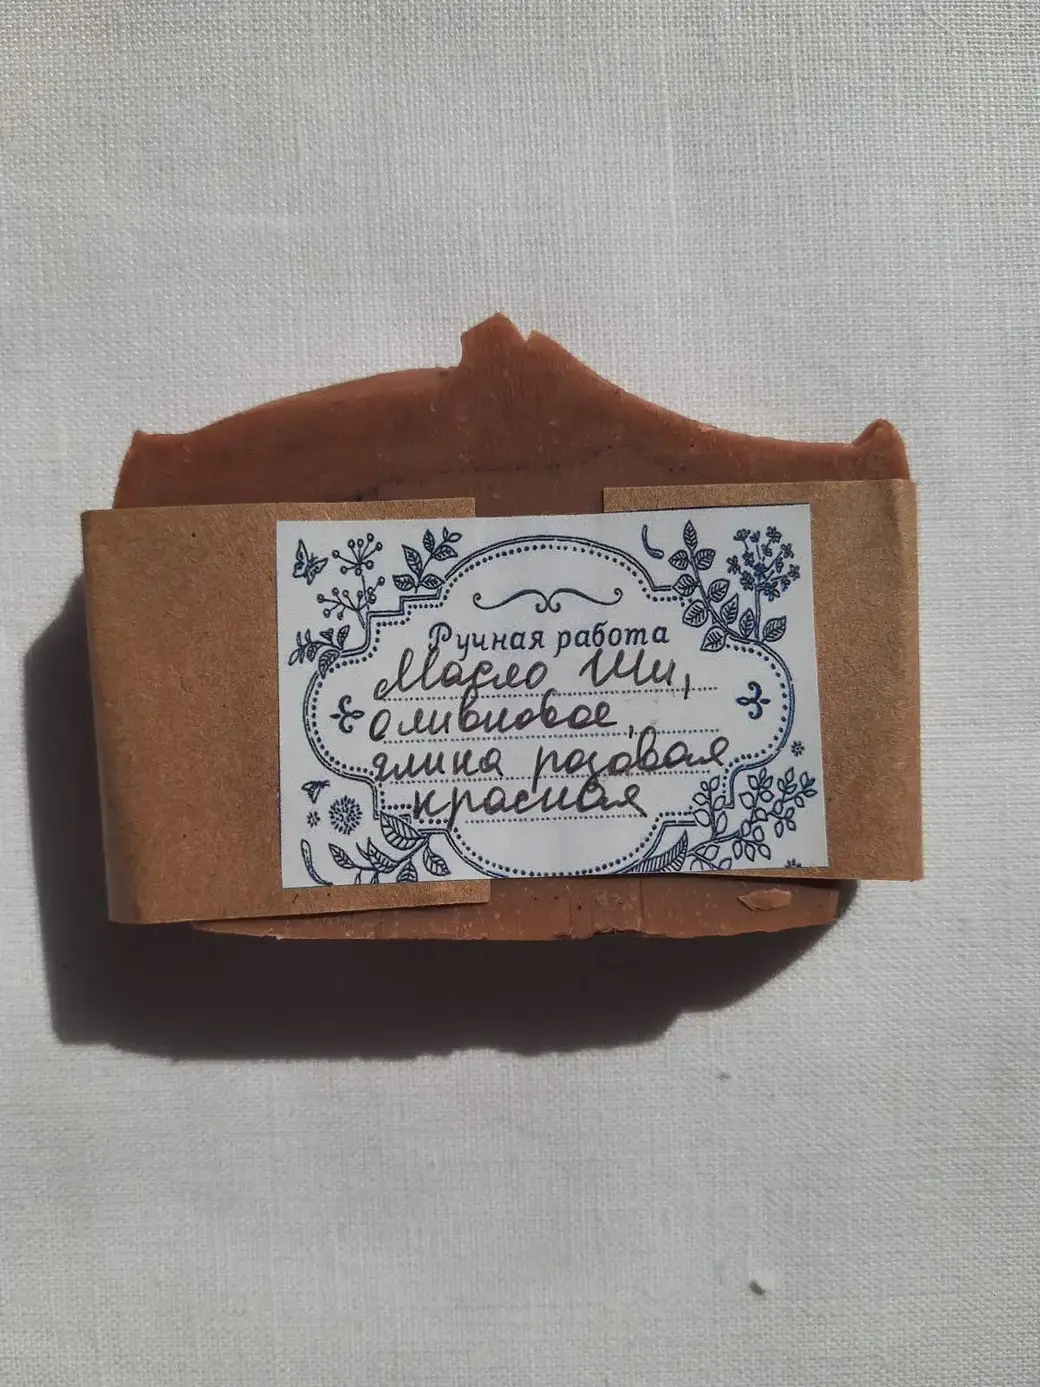 Ручная работа
Масло Ши,
оливковое,
глина розовая
красная